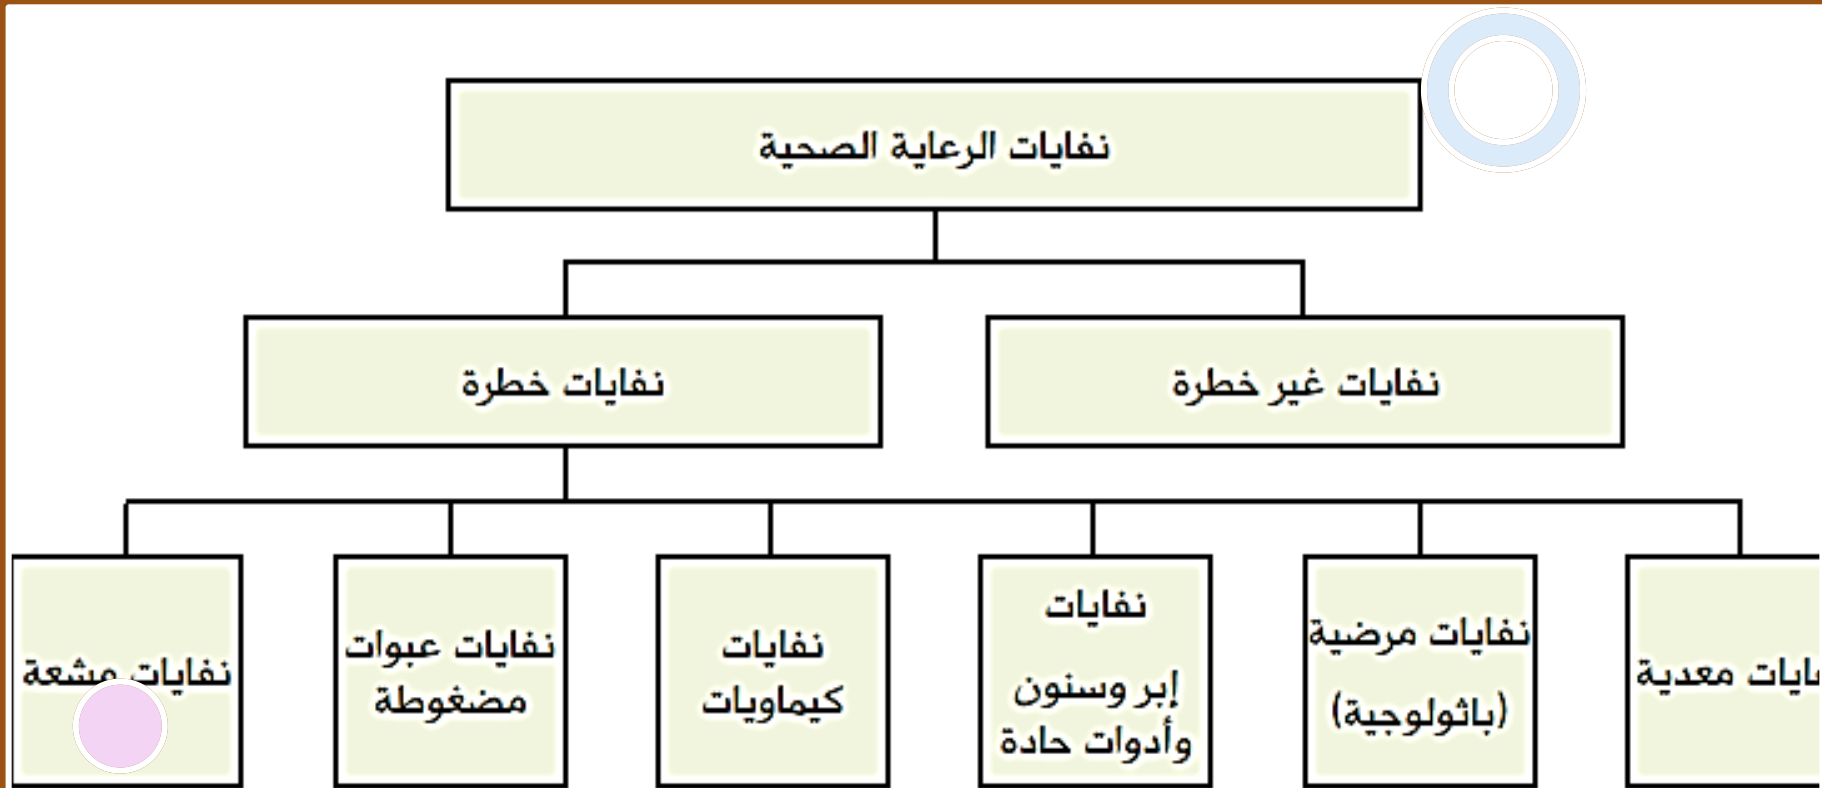 نفايات الرعاية الصحية
نفايات غير خطرة
نفايات خطرة
معدية
نفايات مرضية
(باثولوجية)
نفايات
إبر وسنون
وأدوات حادة
نفايات
كيماويات
نفايات عبوات
مضغوطة
نفايات مشعة